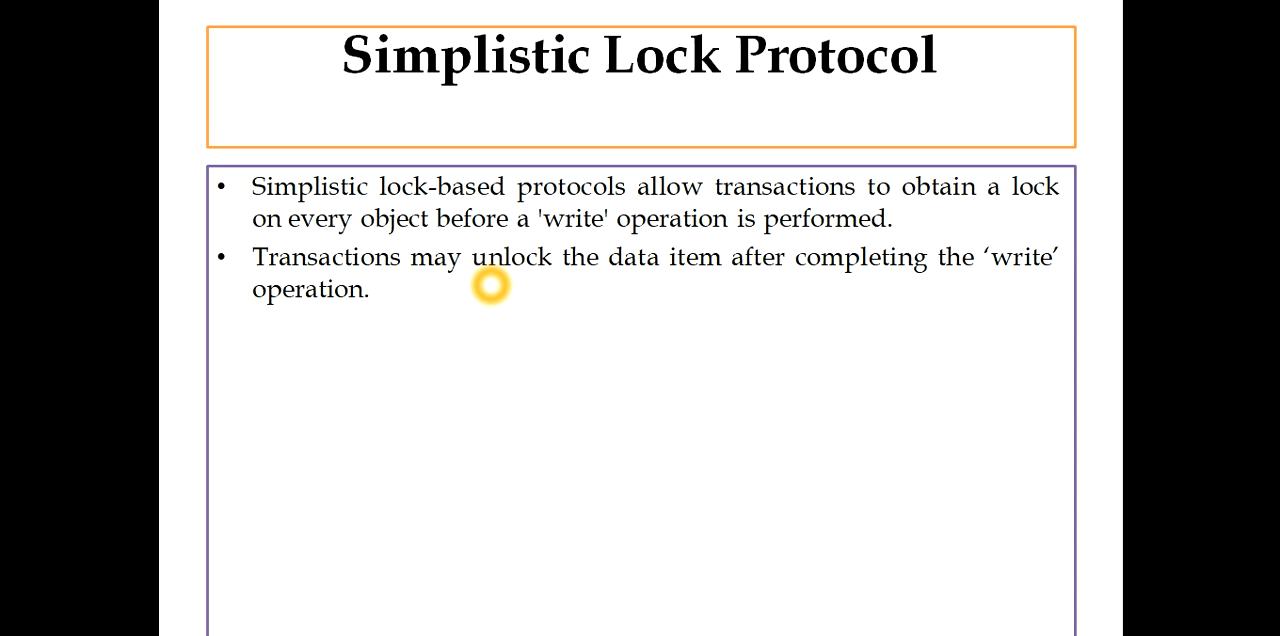 Simplistic Lock Protocol
• Simplistic lock-based protocols allow transactions to obtain a lock
on every object before a 'write' operation is performed.
• Transactions may unlock the data item after completing the ‘write’
operation.